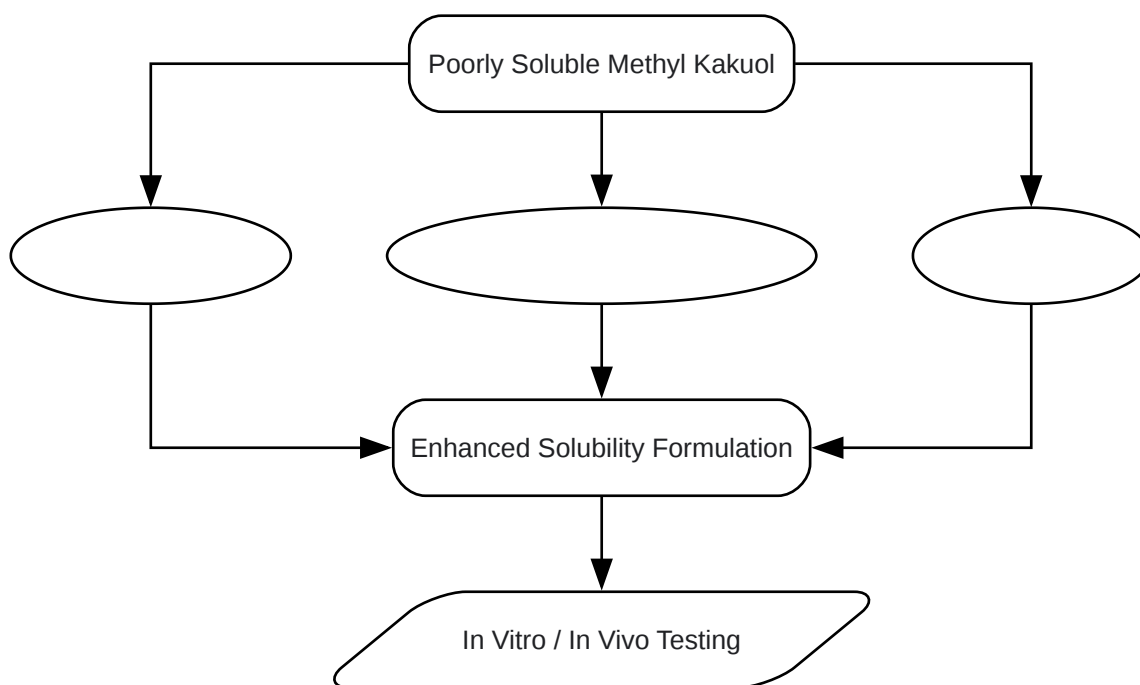 Poorly Soluble Methyl Kakuol
Enhanced Solubility Formulation
In Vitro / In Vivo Testing